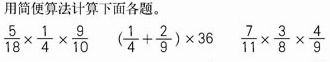 用简便算法计算下面各题。
5/18 × 1/4 × 9/10 (1/4 + 2/9) × 36 7/11 × 3/8 × 4/9